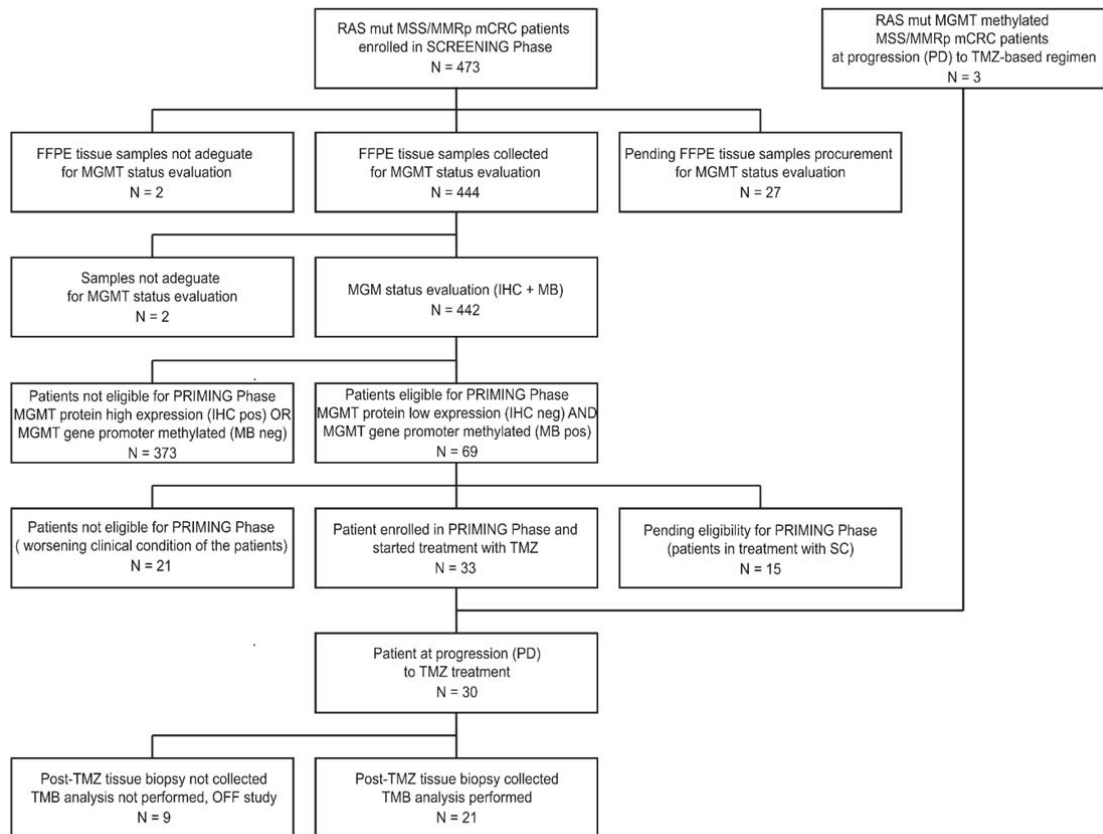 RAS mut MSS/MMRp mCRC patients
enrolled in SCREENING Phase
N = 473
RAS mut MGMT methylated
MSS/MMRp mCRC patients
at progression (PD) to TMZ-based regimen
N = 3
FFPE tissue samples not adequate
for MGMT status evaluation
N = 2
FFPE tissue samples collected
for MGMT status evaluation
N = 444
Pending FFPE tissue samples procurement
for MGMT status evaluation
N = 27
Samples not adequate
for MGMT status evaluation
N = 2
MGM status evaluation (IHC + MB)
N = 442
Patients not eligible for PRIMING Phase
MGMT protein high expression (IHC pos) OR
MGMT gene promoter methylated (MB neg)
N = 373
Patients eligible for PRIMING Phase
MGMT protein low expression (IHC neg) AND
MGMT gene promoter methylated (MB pos)
N = 69
Patients not eligible for PRIMING Phase
( worsening clinical condition of the patients)
N = 21
Patient enrolled in PRIMING Phase and
started treatment with TMZ
N = 33
Pending eligibility for PRIMING Phase
(patients in treatment with SC)
N = 15
Patient at progression (PD)
to TMZ treatment
N = 30
Post-TMZ tissue biopsy not collected
TMB analysis not performed, OFF study
N = 9
Post-TMZ tissue biopsy collected
TMB analysis performed
N = 21